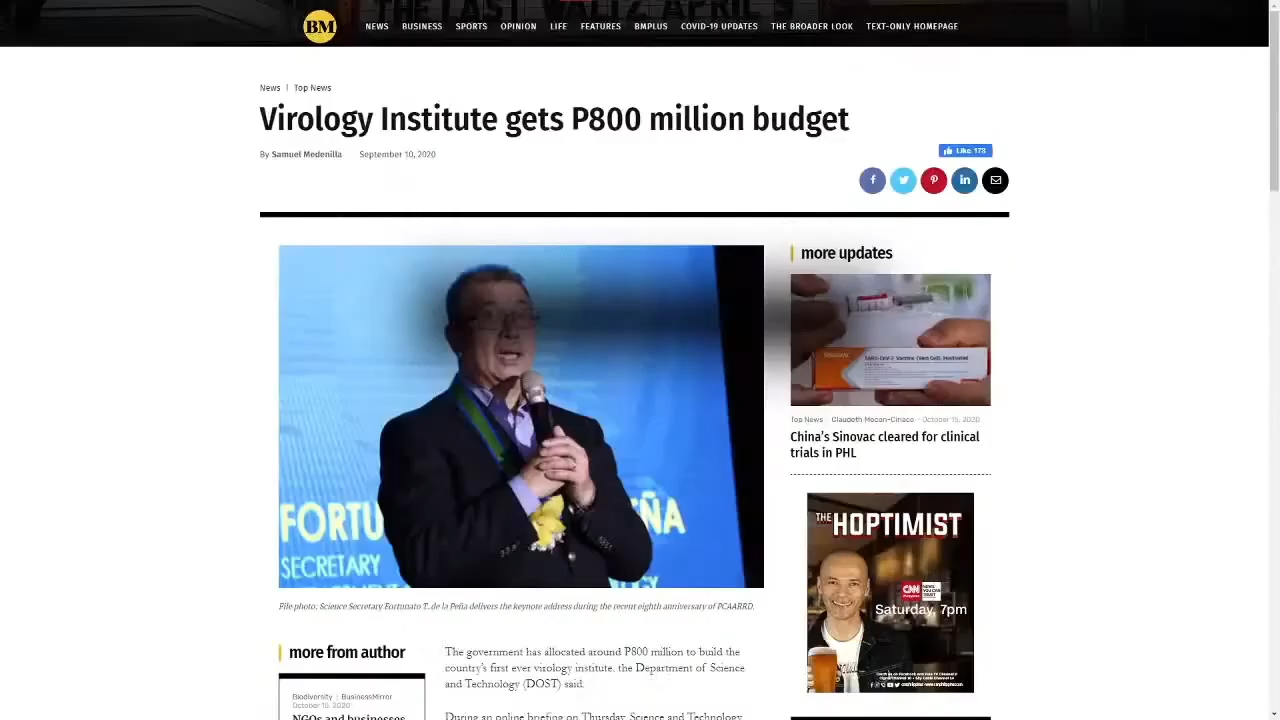 BM
NEWS BUSINESS SPORTS OPINION LIFE FEATURES BMPLUS COVID-19 UPDATES THE BROADER LOOK TEXT-ONLY HOMEPAGE
News | Top News
Virology Institute gets P800 million budget
By Samuel Medenilla September 10, 2020
Like 173
FORTU ÑA
SECRETARY
File photo: Science Secretary Fortunato T. de la Peña delivers the keynote address during the recent eighth anniversary of PCAARRD.
more from author
Biodiversity | BusinessMirror
October 15, 2020
NGOs and businesses
The government has allocated around P800 million to build the
country's first ever virology institute, the Department of Science
and Technology (DOST) said.
During an online briefing on Thursday, Science and Technology
more updates
Top News Claudeth Mocon-Ciriaco - October 15, 2020
China's Sinovac cleared for clinical
trials in PHL
THE HOPTIMIST
CNN
Saturday, 7pm